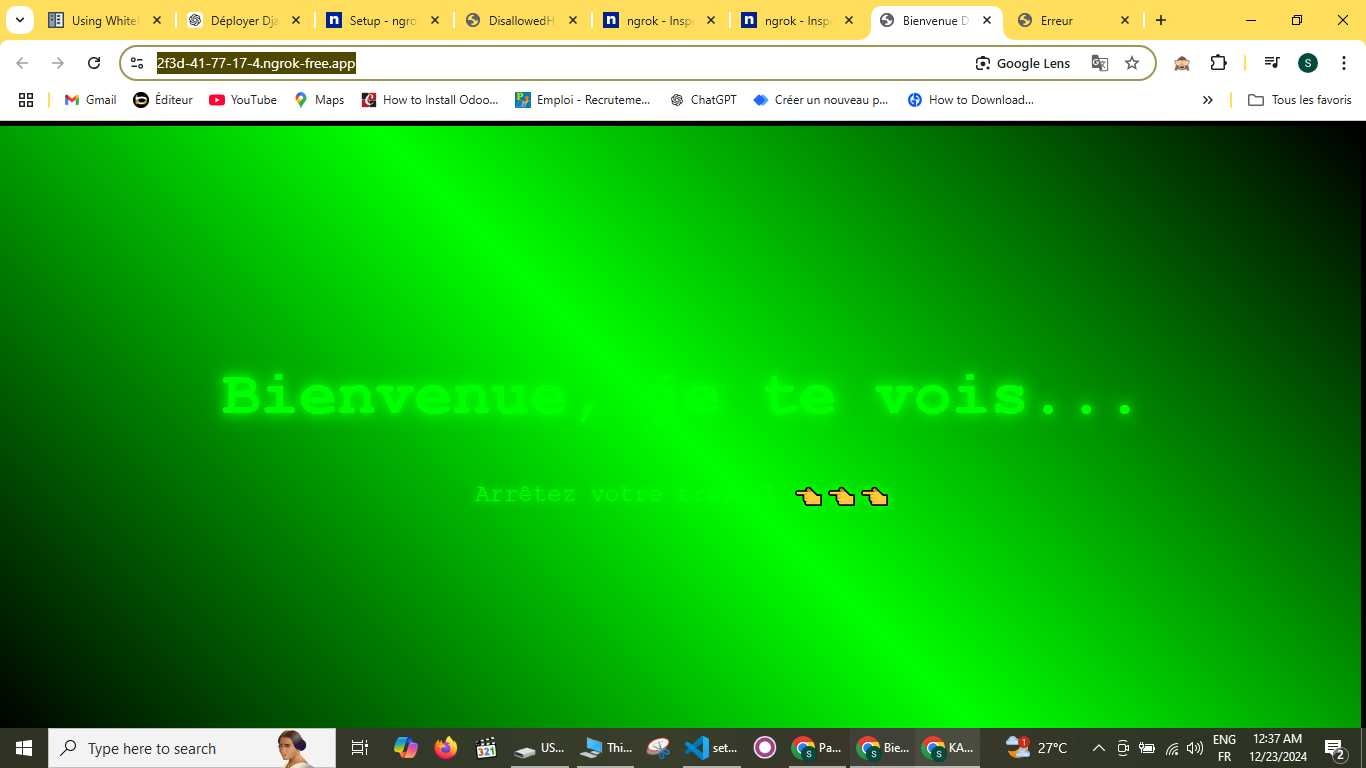 Using Whitel
Déployer Dja
Setup - ngro
DisallowedH
ngrok - Insp
ngrok - Insp
Bienvenue D
Erreur
2f3d-41-77-17-4.ngrok-free.app
Google Lens
S
Gmail
Éditeur
YouTube
Maps
How to Install Odoo...
Emploi - Recruteme...
ChatGPT
Créer un nouveau p...
How to Download...
Tous les favoris
Bienvenue, je te vois...
Arrêtez votre
Type here to search
US...
Thi...
set...
Pa...
Bie...
KA...
27°C
ENG
FR
12:37 AM
12/23/2024
2